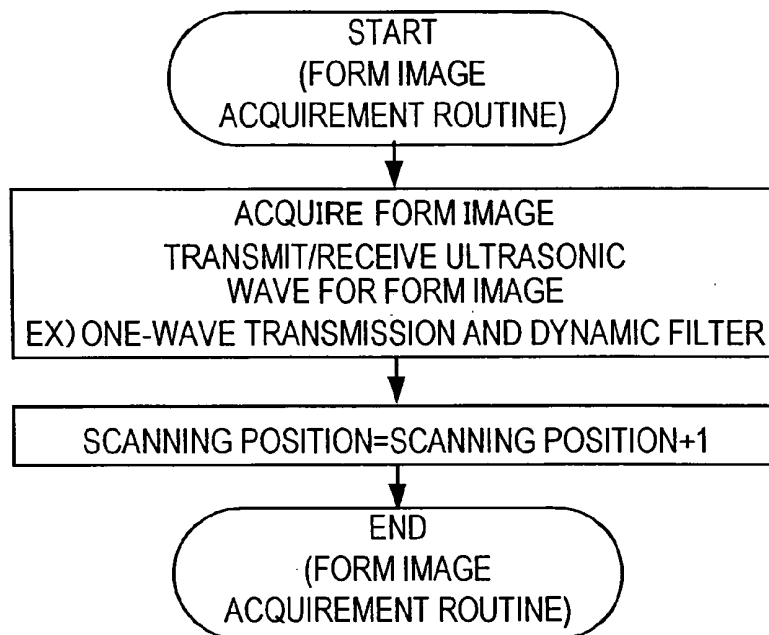 START
(FORM IMAGE
ACQUIREMENT ROUTINE)
ACQUIRE FORM IMAGE
TRANSMIT/RECEIVE ULTRASONIC
WAVE FOR FORM IMAGE
EX) ONE-WAVE TRANSMISSION AND DYNAMIC FILTER
SCANNING POSITION=SCANNING POSITION+1
END
(FORM IMAGE
ACQUIREMENT ROUTINE)